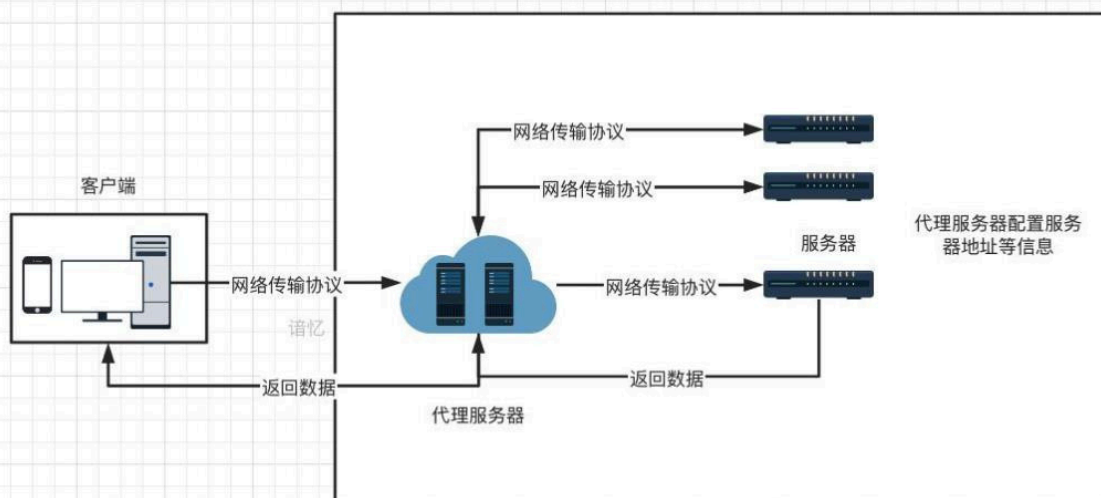 网络传输协议
客户端
网络传输协议
代理服务器配置服务
器地址等信息
服务器
网络传输协议
网络传输协议
谙忆
返回数据
返回数据
代理服务器